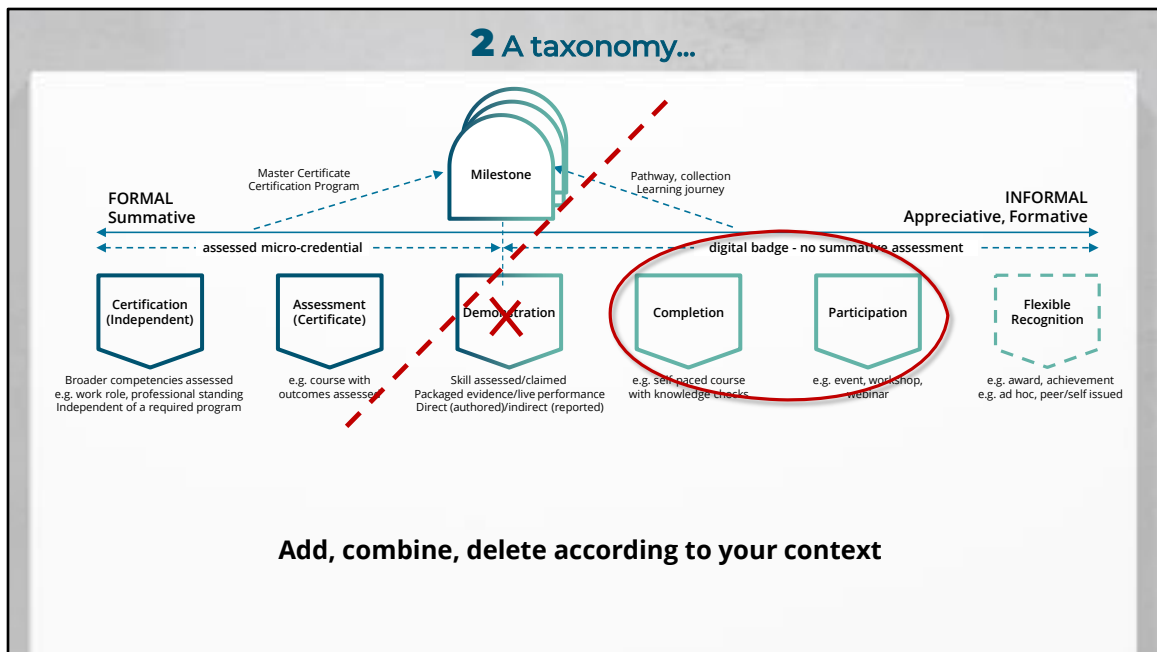 2 A taxonomy...
Milestone
Master Certificate
Certification Program
Pathway, collection
Learning journey
FORMAL
Summative
INFORMAL
Appreciative, Formative
assessed micro-credential
digital badge - no summative assessment
Certification
(Independent)
Assessment
(Certificate)
Demonstration
Completion
Participation
Flexible
Recognition
Broader competencies assessed
e.g. work role, professional standing
Independent of a required program
e.g. course with
outcomes assessed
Skill assessed/claimed
Packaged evidence/live performance
Direct (authored)/indirect (reported)
e.g. self-paced course
with knowledge checks
e.g. event, workshop,
webinar
e.g. award, achievement
e.g. ad hoc, peer/self issued
Add, combine, delete according to your context